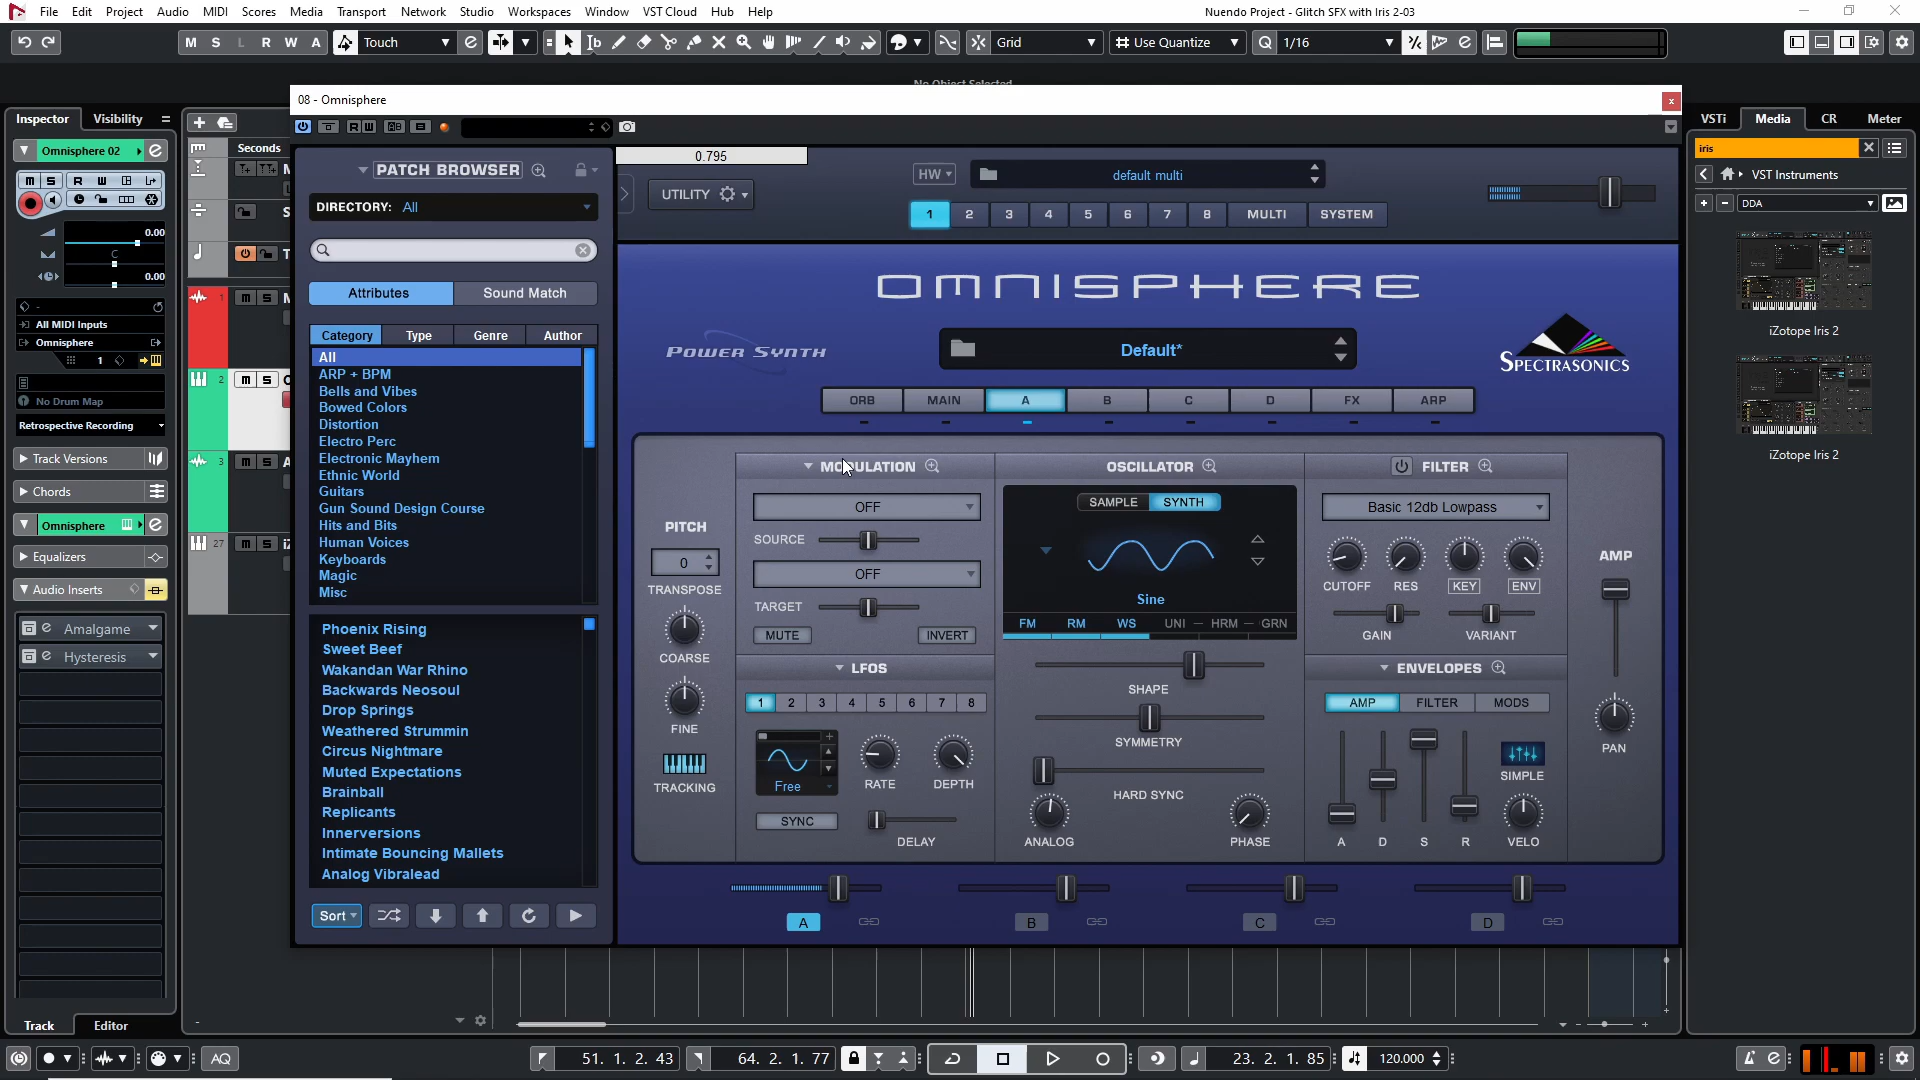 File Edit Project Audio MIDI Scores Media Transport Network Studio Workspaces Window VST Cloud Hub Help
Nuendo Project - Glitch SFX with Iris 2-03
M S L R W A Touch Grid Use Quantize Q 1/16
No Object Selected
08 - Omnisphere
Inspector Visibility
VSTi Media CR Meter
Omnisphere 02
Seconds
iris
VST Instruments
DDA
iZotope Iris 2
iZotope Iris 2
M S R W
0.00
C
0.00
All MIDI Inputs
Omnisphere
1
No Drum Map
Retrospective Recording
Track Versions
Chords
Omnisphere
Equalizers
Audio Inserts
Amalgame
Hysteresis
Track Editor
1 M S
2 M S
3 M S
27 M S
PATCH BROWSER
DIRECTORY: All
Attributes Sound Match
Category Type Genre Author
All
ARP + BPM
Bells and Vibes
Bowed Colors
Distortion
Electro Perc
Electronic Mayhem
Ethnic World
Guitars
Gun Sound Design Course
Hits and Bits
Human Voices
Keyboards
Magic
Misc
Phoenix Rising
Sweet Beef
Wakandan War Rhino
Backwards Neosoul
Drop Springs
Weathered Strummin
Circus Nightmare
Muted Expectations
Brainball
Replicants
Innerversions
Intimate Bouncing Mallets
Analog Vibralead
Sort
0.795
UTILITY
HW
default multi
1 2 3 4 5 6 7 8 MULTI SYSTEM
OMNISPHERE
POWER SYNTH
Default*
SPECTRASONICS
ORB MAIN A B C D FX ARP
PITCH
0
TRANSPOSE
COARSE
FINE
TRACKING
MODULATION
OFF
SOURCE
OFF
TARGET
MUTE INVERT
LFOS
1 2 3 4 5 6 7 8
Free
RATE DEPTH
SYNC
DELAY
OSCILLATOR
SAMPLE SYNTH
Sine
FM RM WS UNI HRM GRN
SHAPE
SYMMETRY
HARD SYNC
ANALOG PHASE
FILTER
Basic 12db Lowpass
CUTOFF RES KEY ENV
GAIN VARIANT
ENVELOPES
AMP FILTER MODS
SIMPLE
A D S R VELO
AMP
PAN
A B C D
AQ
51. 1. 2. 43
64. 2. 1. 77
23. 2. 1. 85
120.000